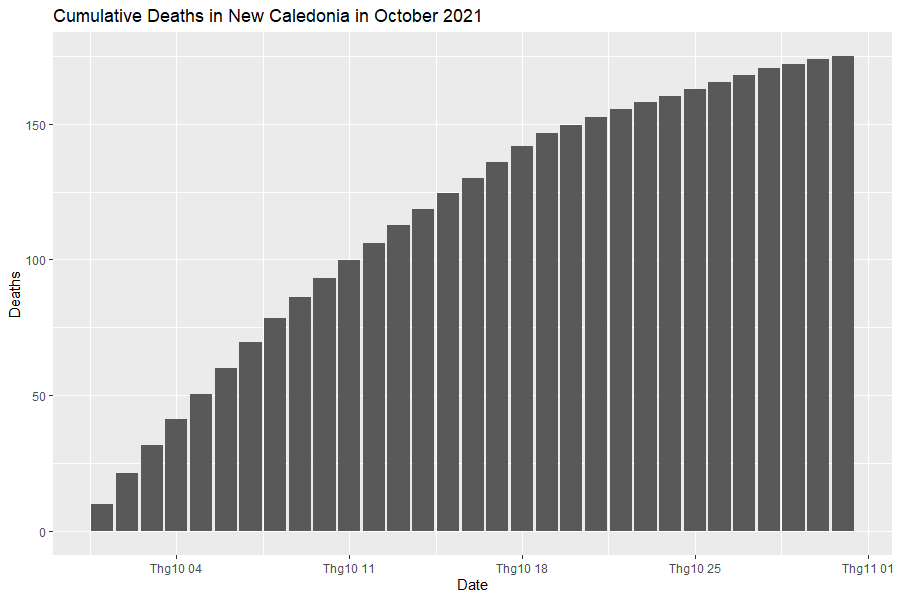 Cumulative Deaths in New Caledonia in October 2021
150
100
50
0
Deaths
Thg10 04 Thg10 11 Thg10 18 Thg10 25 Thg11 01
Date